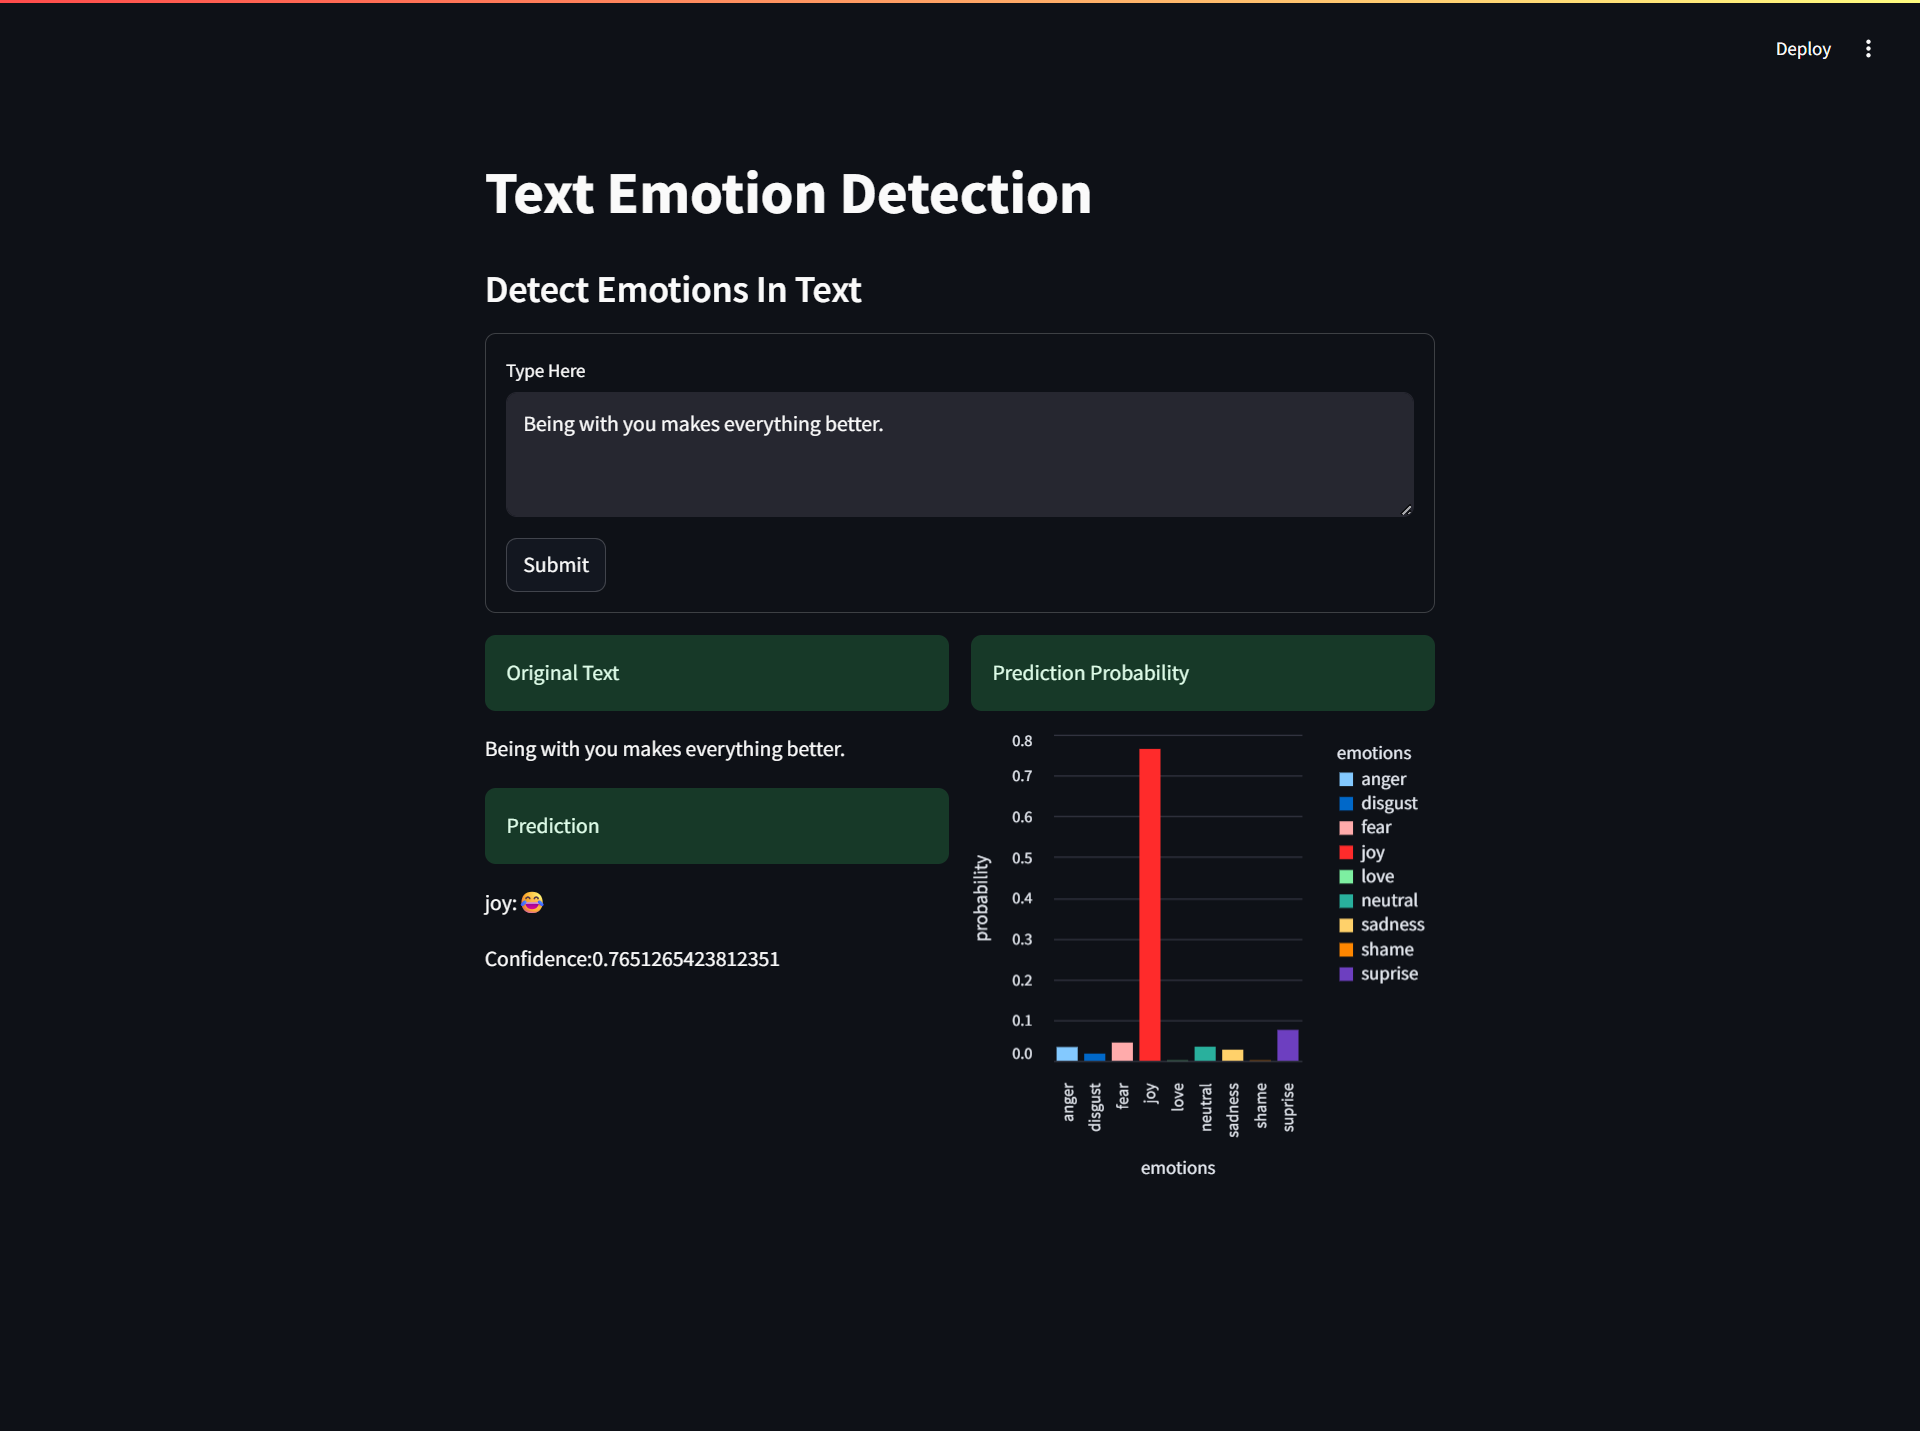 Deploy
Text Emotion Detection
Detect Emotions In Text
Type Here
Being with you makes everything better.
Submit
Original Text
Being with you makes everything better.
Prediction
joy:😂
Confidence:0.7651265423812351
Prediction Probability
0.8
0.7
0.6
0.5
0.4
0.3
0.2
0.1
0.0
probability
anger
disgust
fear
joy
love
neutral
sadness
shame
suprise
emotions
emotions
anger
disgust
fear
joy
love
neutral
sadness
shame
suprise